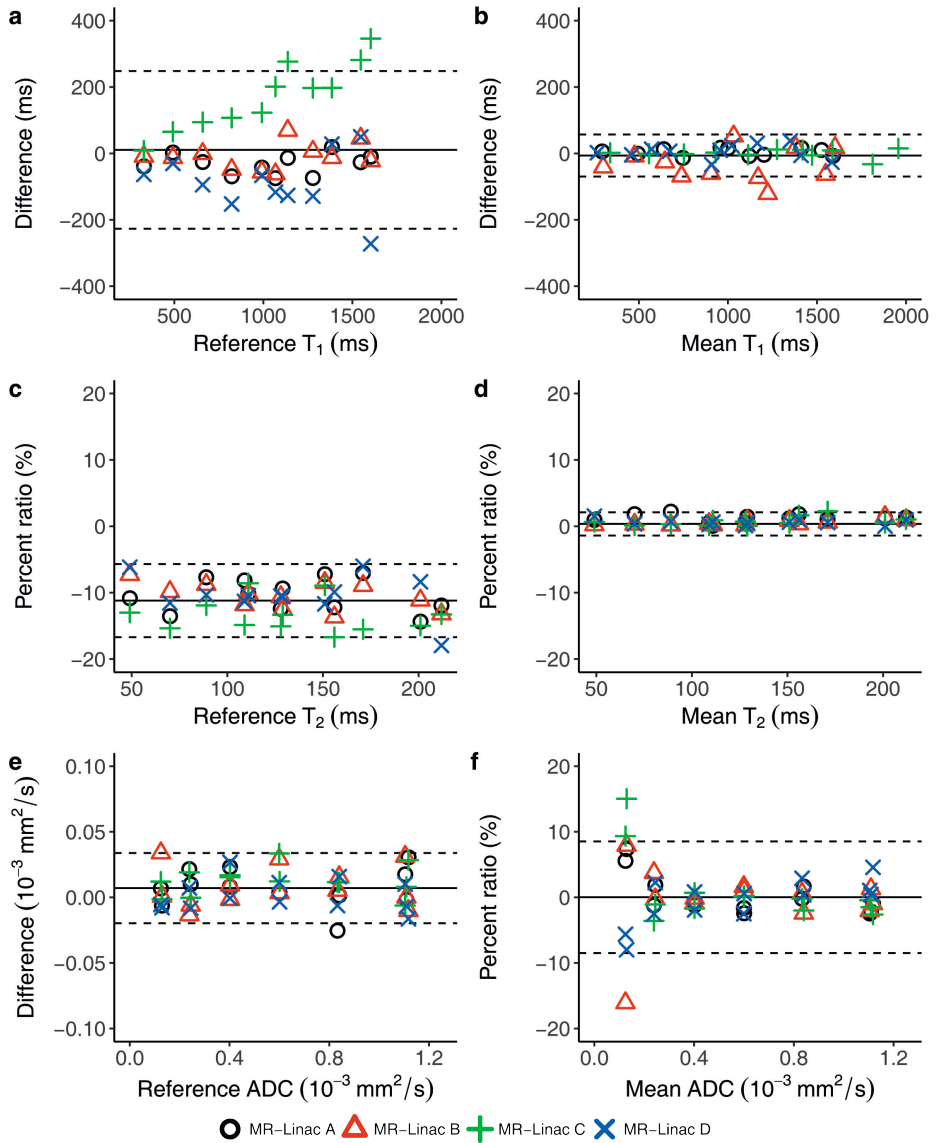 a
400
200
0
−200
−400
Difference (ms)
500 1000 1500 2000
Reference T₁ (ms)
b
400
200
0
−200
−400
Difference (ms)
500 1000 1500 2000
Mean T₁ (ms)
c
20
10
0
−10
−20
Percent ratio (%)
50 100 150 200
Reference T₂ (ms)
d
20
10
0
−10
−20
Percent ratio (%)
50 100 150 200
Mean T₂ (ms)
e
0.10
0.05
0.00
−0.05
−0.10
Difference (10⁻³ mm²/s)
0.0 0.4 0.8 1.2
Reference ADC (10⁻³ mm²/s)
f
20
10
0
−10
−20
Percent ratio (%)
0.0 0.4 0.8 1.2
Mean ADC (10⁻³ mm²/s)
MR−Linac A MR−Linac B MR−Linac C MR−Linac D